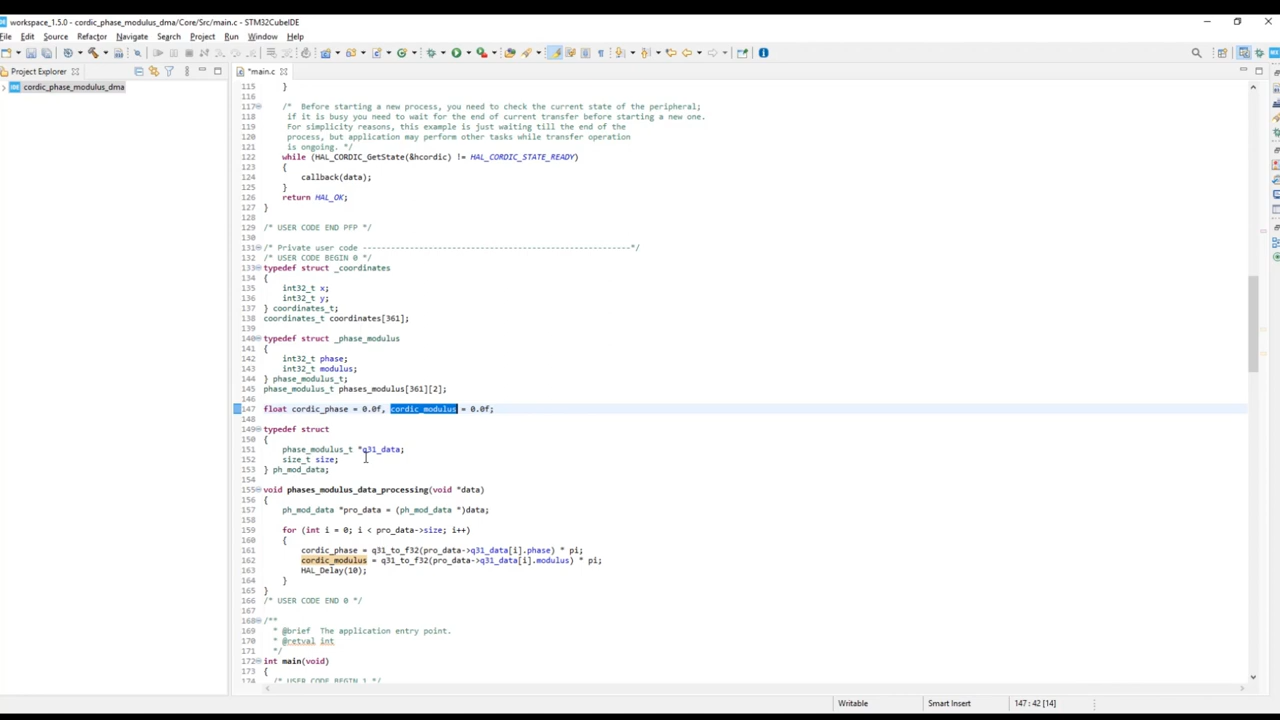 workspace_1.5.0 - cordic_phase_modulus_dma/Core/Src/main.c - STM32CubeIDE
File Edit Source Refactor Navigate Search Project Run Window Help
Project Explorer
*main.c
cordic_phase_modulus_dma
115 }
116
117 /* Before starting a new process, you need to check the current state of the peripheral;
118 if it is busy you need to wait for the end of current transfer before starting a new one.
119 For simplicity reasons, this example is just waiting till the end of the
120 process, but application may perform other tasks while transfer operation
121 is ongoing. */
122 while (HAL_CORDIC_GetState(&hcordic) != HAL_CORDIC_STATE_READY)
123 {
124 callback(data);
125 }
126 return HAL_OK;
127 }
128
129 /* USER CODE END PFP */
130
131 /* Private user code ---------------------------------------------------------*/
132 /* USER CODE BEGIN 0 */
133 typedef struct _coordinates
134 {
135 int32_t x;
136 int32_t y;
137 } coordinates_t;
138 coordinates_t coordinates[361];
139
140 typedef struct _phase_modulus
141 {
142 int32_t phase;
143 int32_t modulus;
144 } phase_modulus_t;
145 phase_modulus_t phases_modulus[361][2];
146
147 float cordic_phase = 0.0f, cordic_modulus = 0.0f;
148
149 typedef struct
150 {
151 phase_modulus_t *q31_data;
152 size_t size;
153 } ph_mod_data;
154
155 void phases_modulus_data_processing(void *data)
156 {
157 ph_mod_data *pro_data = (ph_mod_data *)data;
158
159 for (int i = 0; i < pro_data->size; i++)
160 {
161 cordic_phase = q31_to_f32(pro_data->q31_data[i].phase) * pi;
162 cordic_modulus = q31_to_f32(pro_data->q31_data[i].modulus) * pi;
163 HAL_Delay(10);
164 }
165 }
166 /* USER CODE END 0 */
167
168 /**
169 * @brief The application entry point.
170 * @retval int
171 */
172 int main(void)
173 {
174 /* USER CODE BEGIN 1 */
Writable Smart Insert 147 : 42 [14]